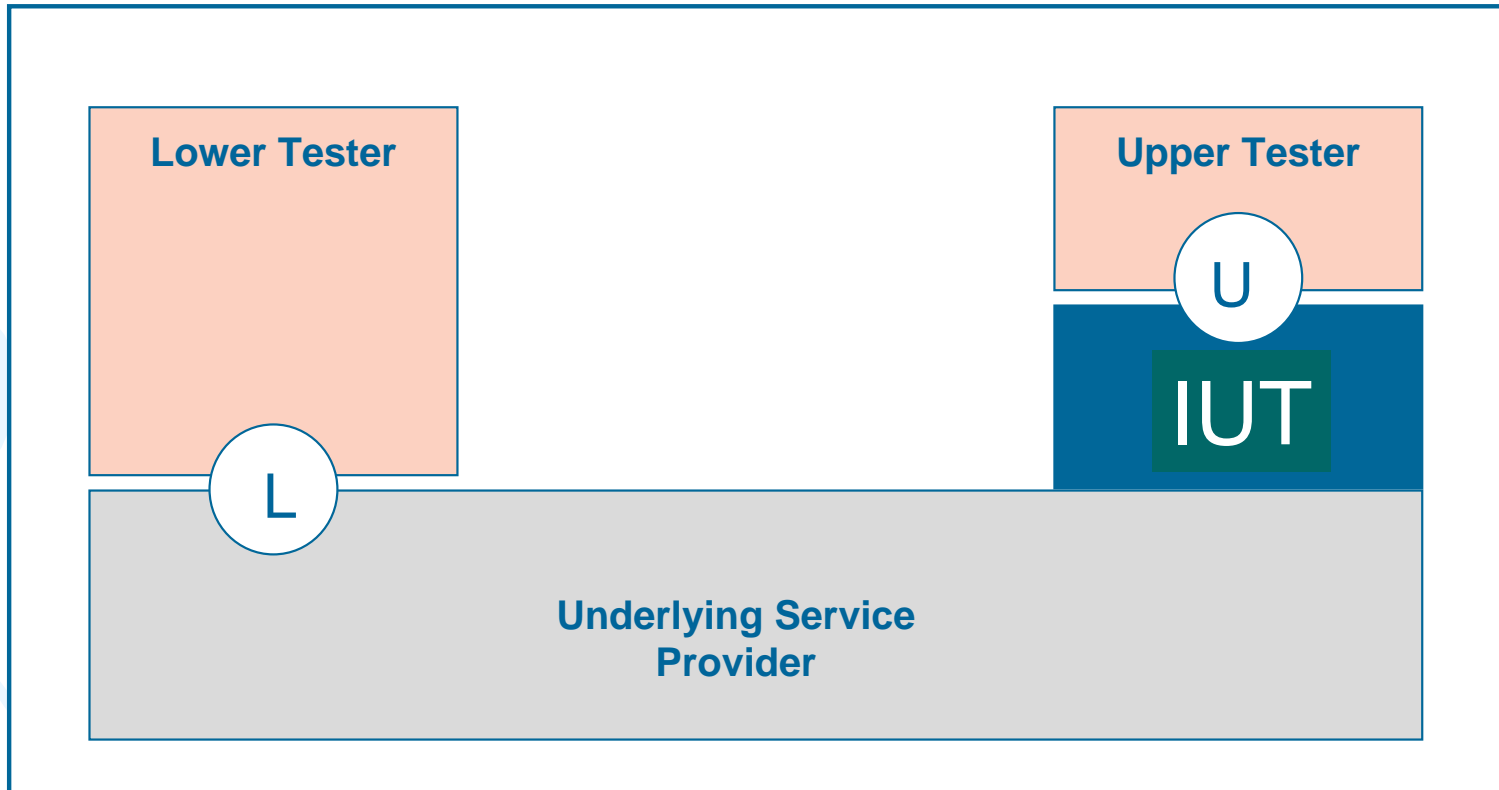 Lower Tester
Upper Tester
U
IUT
L
Underlying Service
Provider